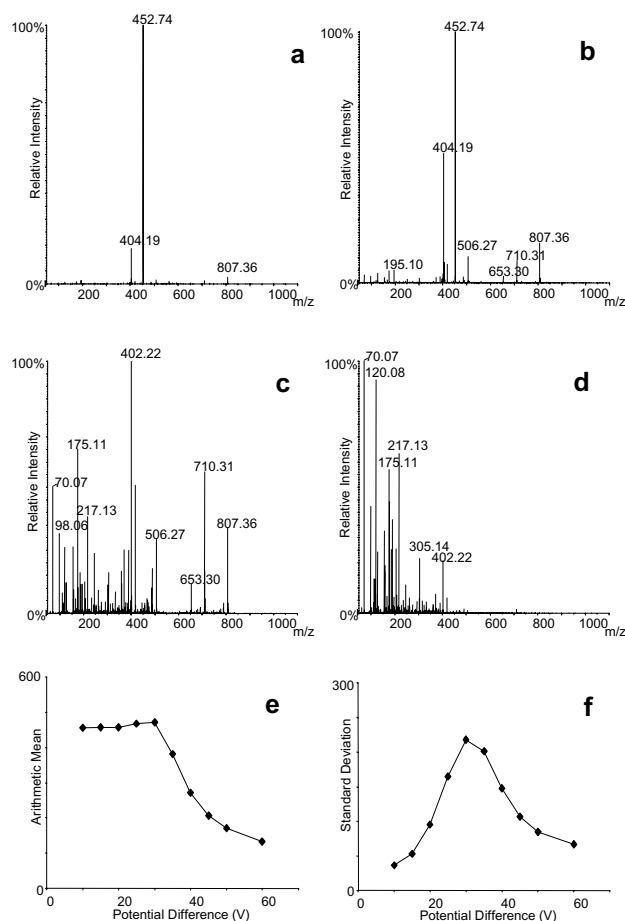 452.74
100%
a
Relative Intensity
404.19
807.36
0%
200 400 600 800 1000
m/z
452.74
100%
b
Relative Intensity
404.19
506.27
807.36
710.31
195.10
653.30
0%
200 400 600 800 1000
m/z
402.22
100%
c
Relative Intensity
175.11
710.31
70.07
217.13
98.06
506.27
807.36
653.30
0%
200 400 600 800 1000
m/z
70.07
100%
120.08
d
Relative Intensity
217.13
175.11
305.14
402.22
0%
200 400 600 800 1000
m/z
600
e
Arithmetic Mean
0
0 20 40 60
Potential Difference (V)
300
f
Standard Deviation
0
0 20 40 60
Potential Difference (V)